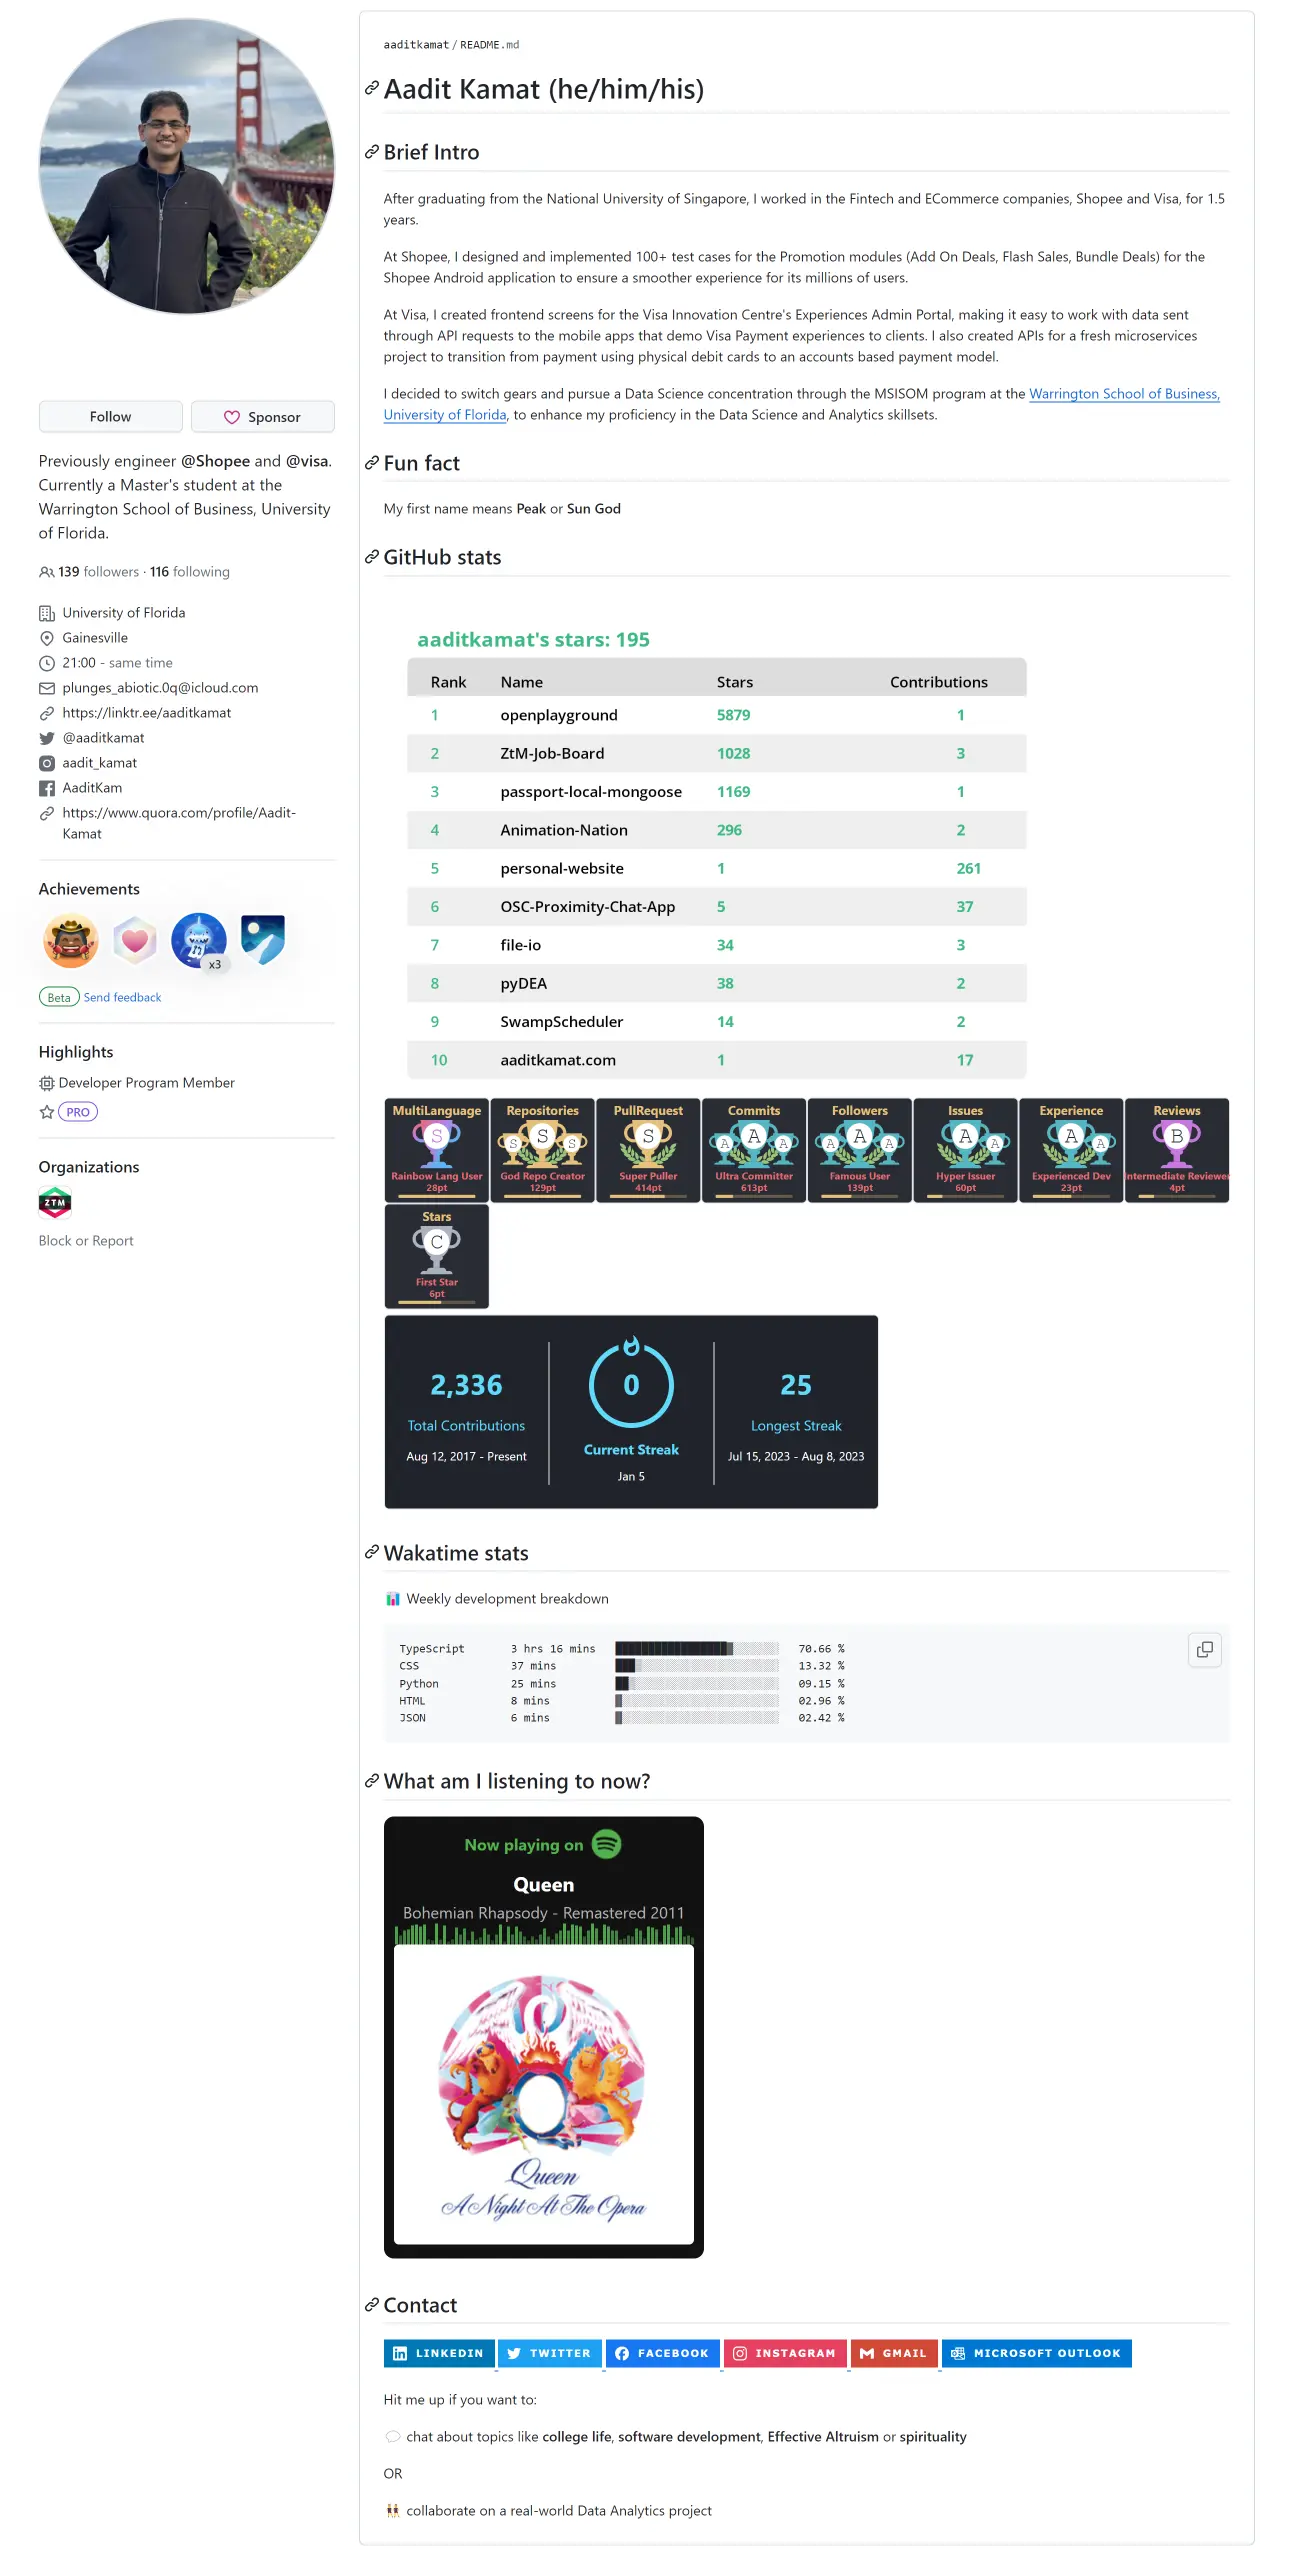 Follow
Sponsor
Previously engineer @Shopee and @visa.
Currently a Master's student at the
Warrington School of Business, University
of Florida.
139 followers · 116 following
University of Florida
Gainesville
21:00 - same time
plunges_abiotic.0q@icloud.com
https://linktr.ee/aaditkamat
@aaditkamat
aadit_kamat
AaditKam
https://www.quora.com/profile/Aadit-
Kamat
Achievements
x3
Beta Send feedback
Highlights
Developer Program Member
PRO
Organizations
ZTM
Block or Report
aaditkamat / README.md
Aadit Kamat (he/him/his)
Brief Intro
After graduating from the National University of Singapore, I worked in the Fintech and ECommerce companies, Shopee and Visa, for 1.5
years.
At Shopee, I designed and implemented 100+ test cases for the Promotion modules (Add On Deals, Flash Sales, Bundle Deals) for the
Shopee Android application to ensure a smoother experience for its millions of users.
At Visa, I created frontend screens for the Visa Innovation Centre's Experiences Admin Portal, making it easy to work with data sent
through API requests to the mobile apps that demo Visa Payment experiences to clients. I also created APIs for a fresh microservices
project to transition from payment using physical debit cards to an accounts based payment model.
I decided to switch gears and pursue a Data Science concentration through the MSISOM program at the Warrington School of Business,
University of Florida, to enhance my proficiency in the Data Science and Analytics skillsets.
Fun fact
My first name means Peak or Sun God
GitHub stats
aaditkamat's stars: 195
Rank Name Stars Contributions
1 openplayground 5879 1
2 ZtM-Job-Board 1028 3
3 passport-local-mongoose 1169 1
4 Animation-Nation 296 2
5 personal-website 1 261
6 OSC-Proximity-Chat-App 5 37
7 file-io 34 3
8 pyDEA 38 2
9 SwampScheduler 14 2
10 aaditkamat.com 1 17
MultiLanguage Repositories PullRequest Commits Followers Issues Experience Reviews
S S S S S A A A A A A A A A A B
Rainbow Lang User God Repo Creator Super Puller Ultra Committer Famous User Hyper Issuer Experienced Dev Intermediate Reviewer
28pt 129pt 414pt 613pt 139pt 60pt 23pt 4pt
Stars
C
First Star
6pt
2,336 0 25
Total Contributions Current Streak Longest Streak
Aug 12, 2017 - Present Jan 5 Jul 15, 2023 - Aug 8, 2023
Wakatime stats
Weekly development breakdown
TypeScript 3 hrs 16 mins 70.66 %
CSS 37 mins 13.32 %
Python 25 mins 09.15 %
HTML 8 mins 02.96 %
JSON 6 mins 02.42 %
What am I listening to now?
Now playing on
Queen
Bohemian Rhapsody - Remastered 2011
Queen
A Night At The Opera
Contact
LINKEDIN TWITTER FACEBOOK INSTAGRAM GMAIL MICROSOFT OUTLOOK
Hit me up if you want to:
chat about topics like college life, software development, Effective Altruism or spirituality
OR
collaborate on a real-world Data Analytics project